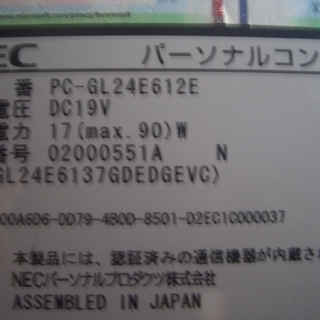 EC パーソナルコン
番 PC-GL24E612E
電圧 DC19V
電力 17(max.90)W
番号 02000551A N
GL24E6137GDEDGEVC)
00A6D6-DD79-4B00-8501-D2EC1C000037
本製品には、認証済みの通信機器が内蔵さ
NECパーソナルプロダクツ株式会社
ASSEMBLED IN JAPAN